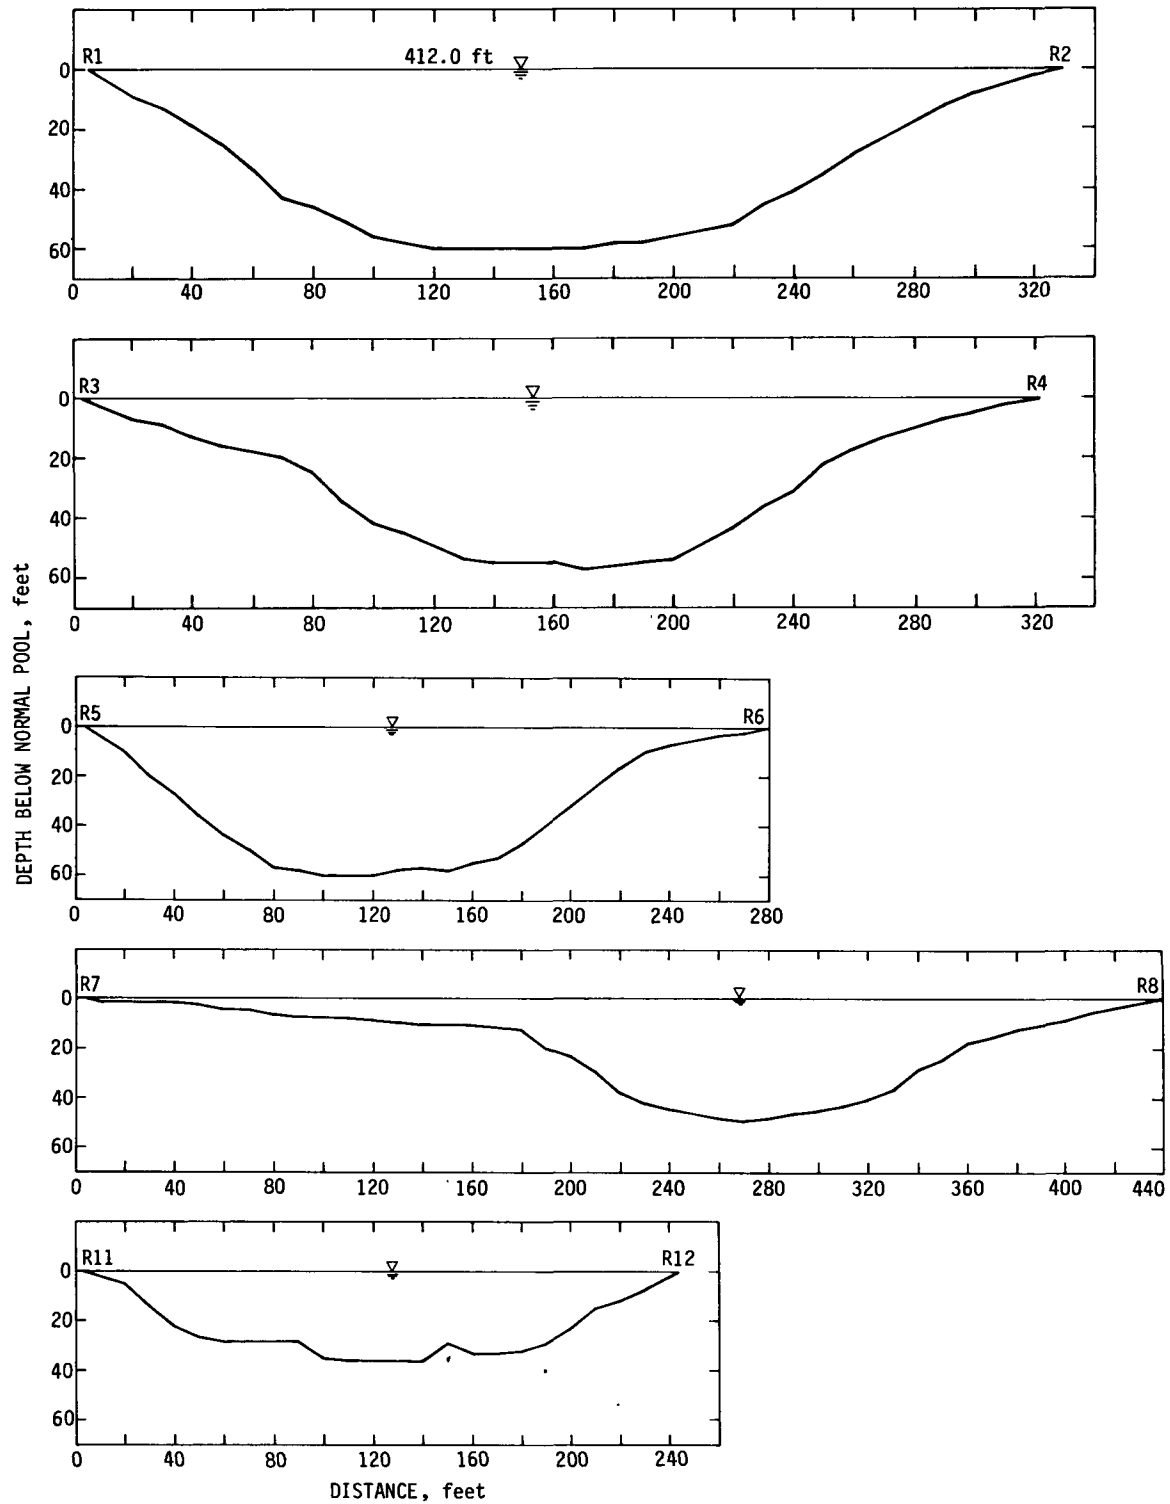 R1 412.0 ft R2
0
20
40
60
0 40 80 120 160 200 240 280 320
R3 R4
0
20
40
60
0 40 80 120 160 200 240 280 320
DEPTH BELOW NORMAL POOL, feet
R5 R6
0
20
40
60
0 40 80 120 160 200 240 280
R7 R8
0
20
40
60
0 40 80 120 160 200 240 280 320 360 400 440
R11 R12
0
20
40
60
0 40 80 120 160 200 240
DISTANCE, feet